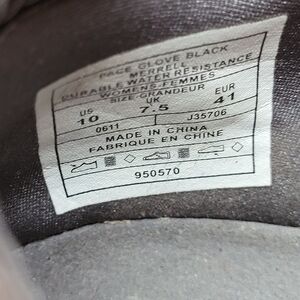 PACE GLOVE BLACK
MERRELL
DURABLE WATER RESISTANCE
WOMENS-FEMMES
SIZE-GRANDEUR
US UK EUR
10 7.5 41
0611 J35706
MADE IN CHINA
FABRIQUE EN CHINE
950570